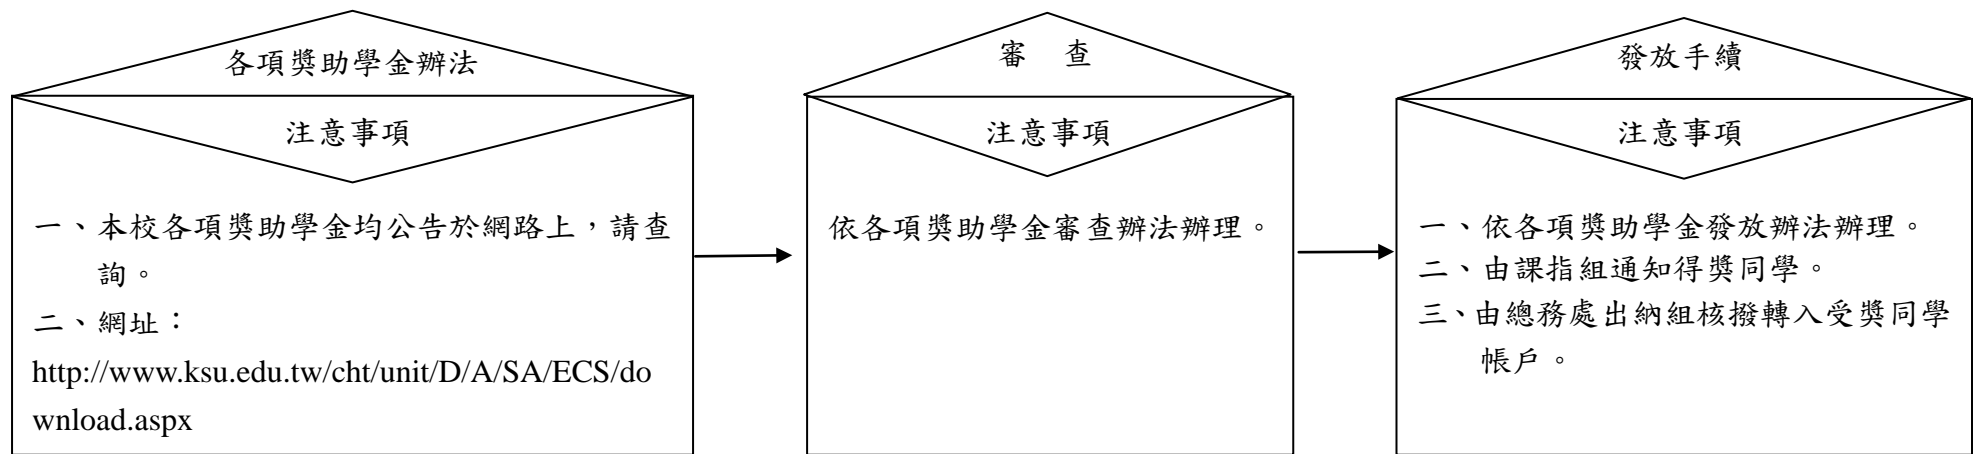 各項獎助學金辦法
注意事項
一、本校各項獎助學金均公告於網路上，請查
詢。
二、網址：
http://www.ksu.edu.tw/cht/unit/D/A/SA/ECS/do
wnload.aspx
審 查
注意事項
依各項獎助學金審查辦法辦理。
發放手續
注意事項
一、依各項獎助學金發放辦法辦理。
二、由課指組通知得獎同學。
三、由總務處出納組核撥轉入受獎同學
帳戶。